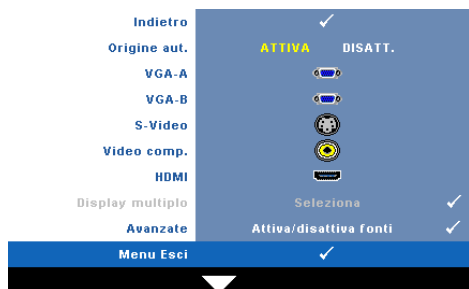 Indietro
Origine aut. ATTIVA DISATT.
VGA-A
VGA-B
S-Video
Video comp.
HDMI
Display multiplo Seleziona
Avanzate Attiva/disattiva fonti
Menu Esci